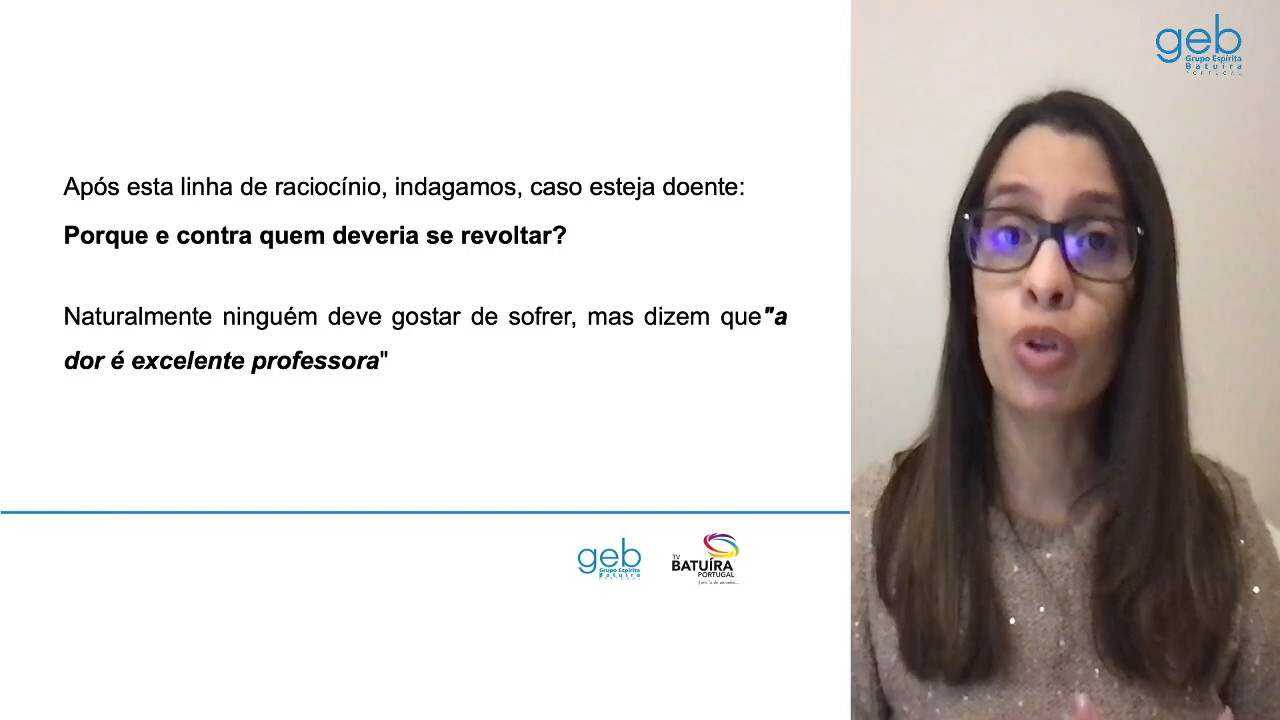 Após esta linha de raciocínio, indagamos, caso esteja doente:
Porque e contra quem deveria se revoltar?
Naturalmente ninguém deve gostar de sofrer, mas dizem que"a
dor é excelente professora"
geb
Grupo Espírita
Batuíra
PORTUGAL
TV
BATUÍRA
PORTUGAL
geb
Grupo Espírita
Batuíra
PORTUGAL